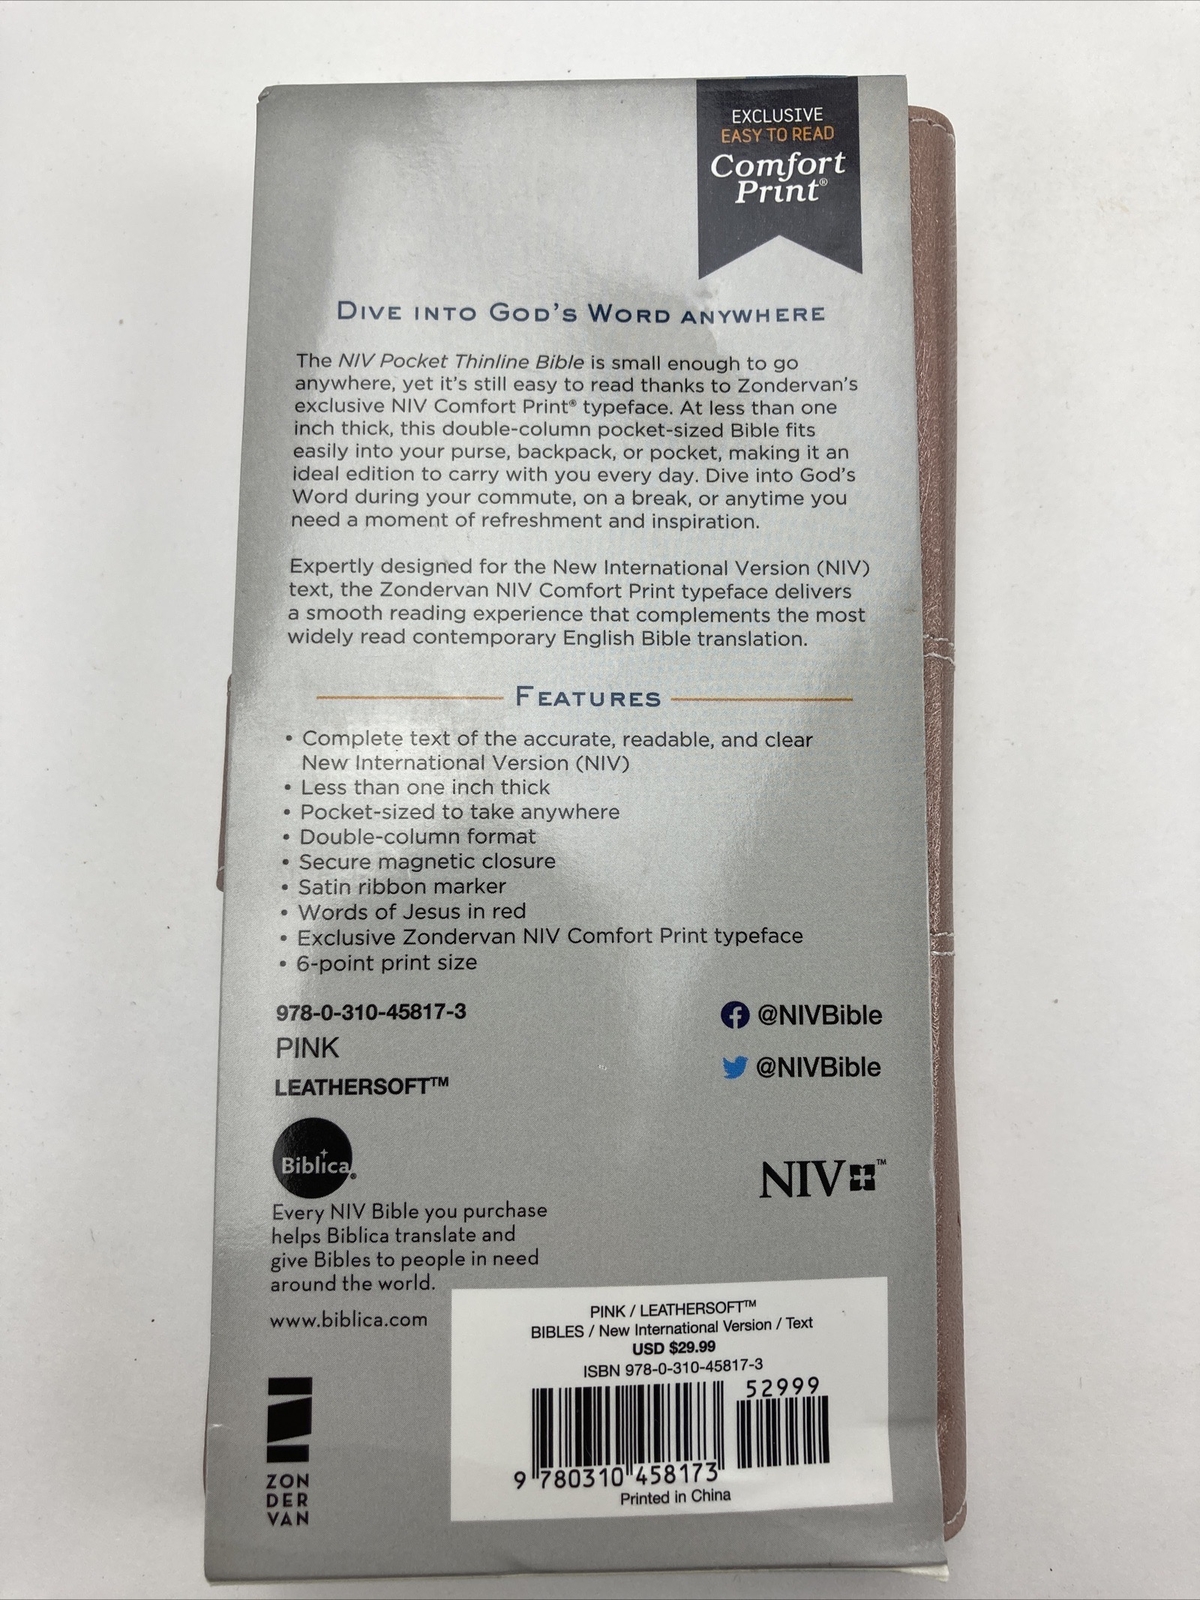 EXCLUSIVE
EASY TO READ
Comfort
Print®
DIVE INTO GOD'S WORD ANYWHERE
The NIV Pocket Thinline Bible is small enough to go
anywhere, yet it's still easy to read thanks to Zondervan's
exclusive NIV Comfort Print® typeface. At less than one
inch thick, this double-column pocket-sized Bible fits
easily into your purse, backpack, or pocket, making it an
ideal edition to carry with you every day. Dive into God's
Word during your commute, on a break, or anytime you
need a moment of refreshment and inspiration.
Expertly designed for the New International Version (NIV)
text, the Zondervan NIV Comfort Print typeface delivers
a smooth reading experience that complements the most
widely read contemporary English Bible translation.
FEATURES
• Complete text of the accurate, readable, and clear
New International Version (NIV)
• Less than one inch thick
• Pocket-sized to take anywhere
• Double-column format
• Secure magnetic closure
• Satin ribbon marker
• Words of Jesus in red
• Exclusive Zondervan NIV Comfort Print typeface
• 6-point print size
978-0-310-45817-3
PINK
LEATHERSOFT™
@NIVBible
@NIVBible
Biblica®
NIV™
Every NIV Bible you purchase
helps Biblica translate and
give Bibles to people in need
around the world.
www.biblica.com
ZON
DER
VAN
PINK / LEATHERSOFT™
BIBLES / New International Version / Text
USD $29.99
ISBN 978-0-310-45817-3
52999
9 780310 458173
Printed in China